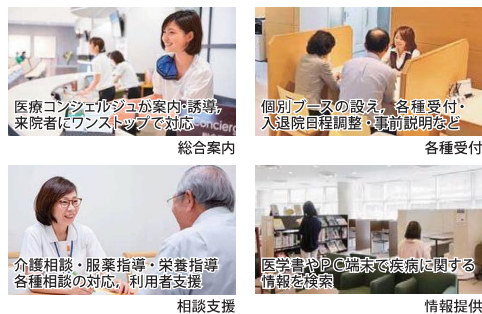 医療コンシェルジュが案内・誘導，
来院者にワンストップで対応
総合案内
個別ブースの設え，各種受付・
入退院日程調整・事前説明など
各種受付
介護相談・服薬指導・栄養指導
各種相談の対応，利用者支援
相談支援
医学書やＰＣ端末で疾病に関する
情報を検索
情報提供